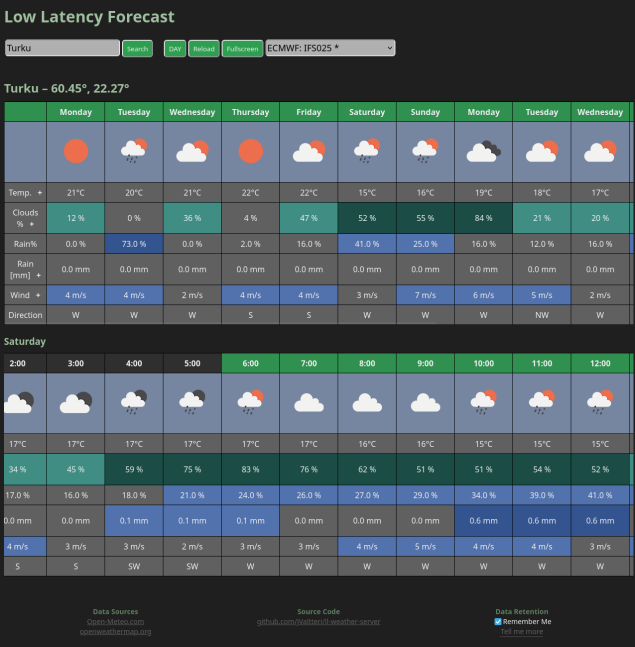 Low Latency Forecast
Turku Search DAY Reload Fullscreen ECMWF: IFS025 *
Turku – 60.45°, 22.27°
Monday Tuesday Wednesday Thursday Friday Saturday Sunday Monday Tuesday Wednesday
Temp. + 21°C 20°C 21°C 22°C 22°C 15°C 16°C 19°C 18°C 17°C
Clouds
% + 12 % 0 % 36 % 4 % 47 % 52 % 55 % 84 % 21 % 20 %
Rain% 0.0 % 73.0 % 0.0 % 2.0 % 16.0 % 41.0 % 25.0 % 16.0 % 12.0 % 16.0 %
Rain
[mm] + 0.0 mm 0.0 mm 0.0 mm 0.0 mm 0.0 mm 0.0 mm 0.0 mm 0.0 mm 0.0 mm 0.0 mm
Wind + 4 m/s 4 m/s 2 m/s 4 m/s 4 m/s 3 m/s 7 m/s 6 m/s 5 m/s 2 m/s
Direction W W W S S W W W NW W
Saturday
2:00 3:00 4:00 5:00 6:00 7:00 8:00 9:00 10:00 11:00 12:00
17°C 17°C 17°C 17°C 17°C 17°C 16°C 16°C 15°C 15°C 15°C
34 % 45 % 59 % 75 % 83 % 76 % 62 % 51 % 51 % 54 % 52 %
17.0 % 16.0 % 18.0 % 21.0 % 24.0 % 26.0 % 27.0 % 29.0 % 34.0 % 39.0 % 41.0 %
0.0 mm 0.0 mm 0.1 mm 0.1 mm 0.1 mm 0.0 mm 0.0 mm 0.0 mm 0.6 mm 0.6 mm 0.6 mm
4 m/s 3 m/s 3 m/s 2 m/s 3 m/s 3 m/s 4 m/s 5 m/s 4 m/s 4 m/s 3 m/s
S S SW SW W W W W W W W
Data Sources Source Code Data Retention
Open-Meteo.com Remember Me
openweathermap.org Tell me more